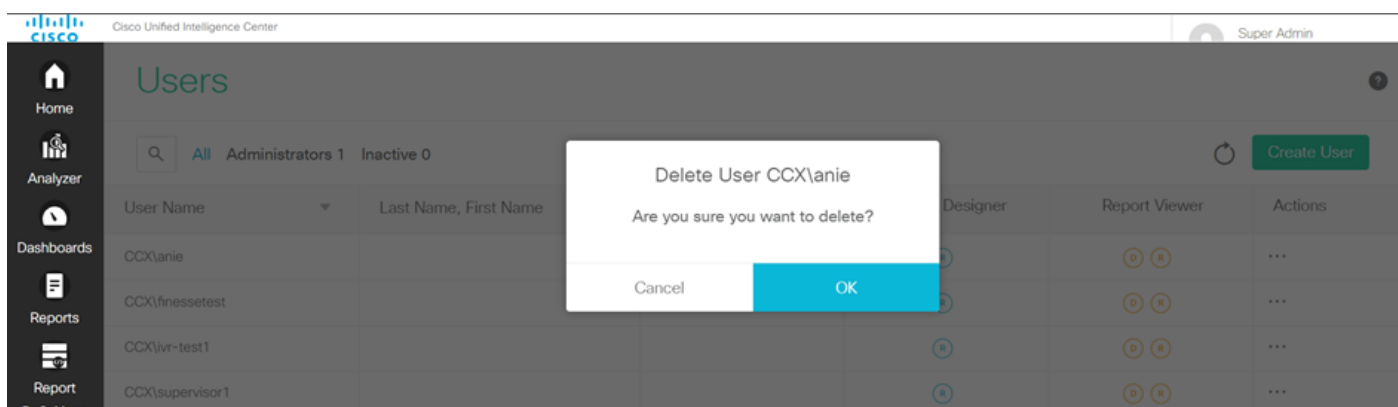 CISCO
Cisco Unified Intelligence Center
Super Admin
Home
Analyzer
Dashboards
Reports
Report
Users
?
All Administrators 1 Inactive 0
Create User
User Name Last Name, First Name Designer Report Viewer Actions
CCX\anie R D R ...
CCX\finessetest R D R ...
CCX\ivr-test1 R D R ...
CCX\supervisor1 R D R ...
Delete User CCX\anie
Are you sure you want to delete?
Cancel OK